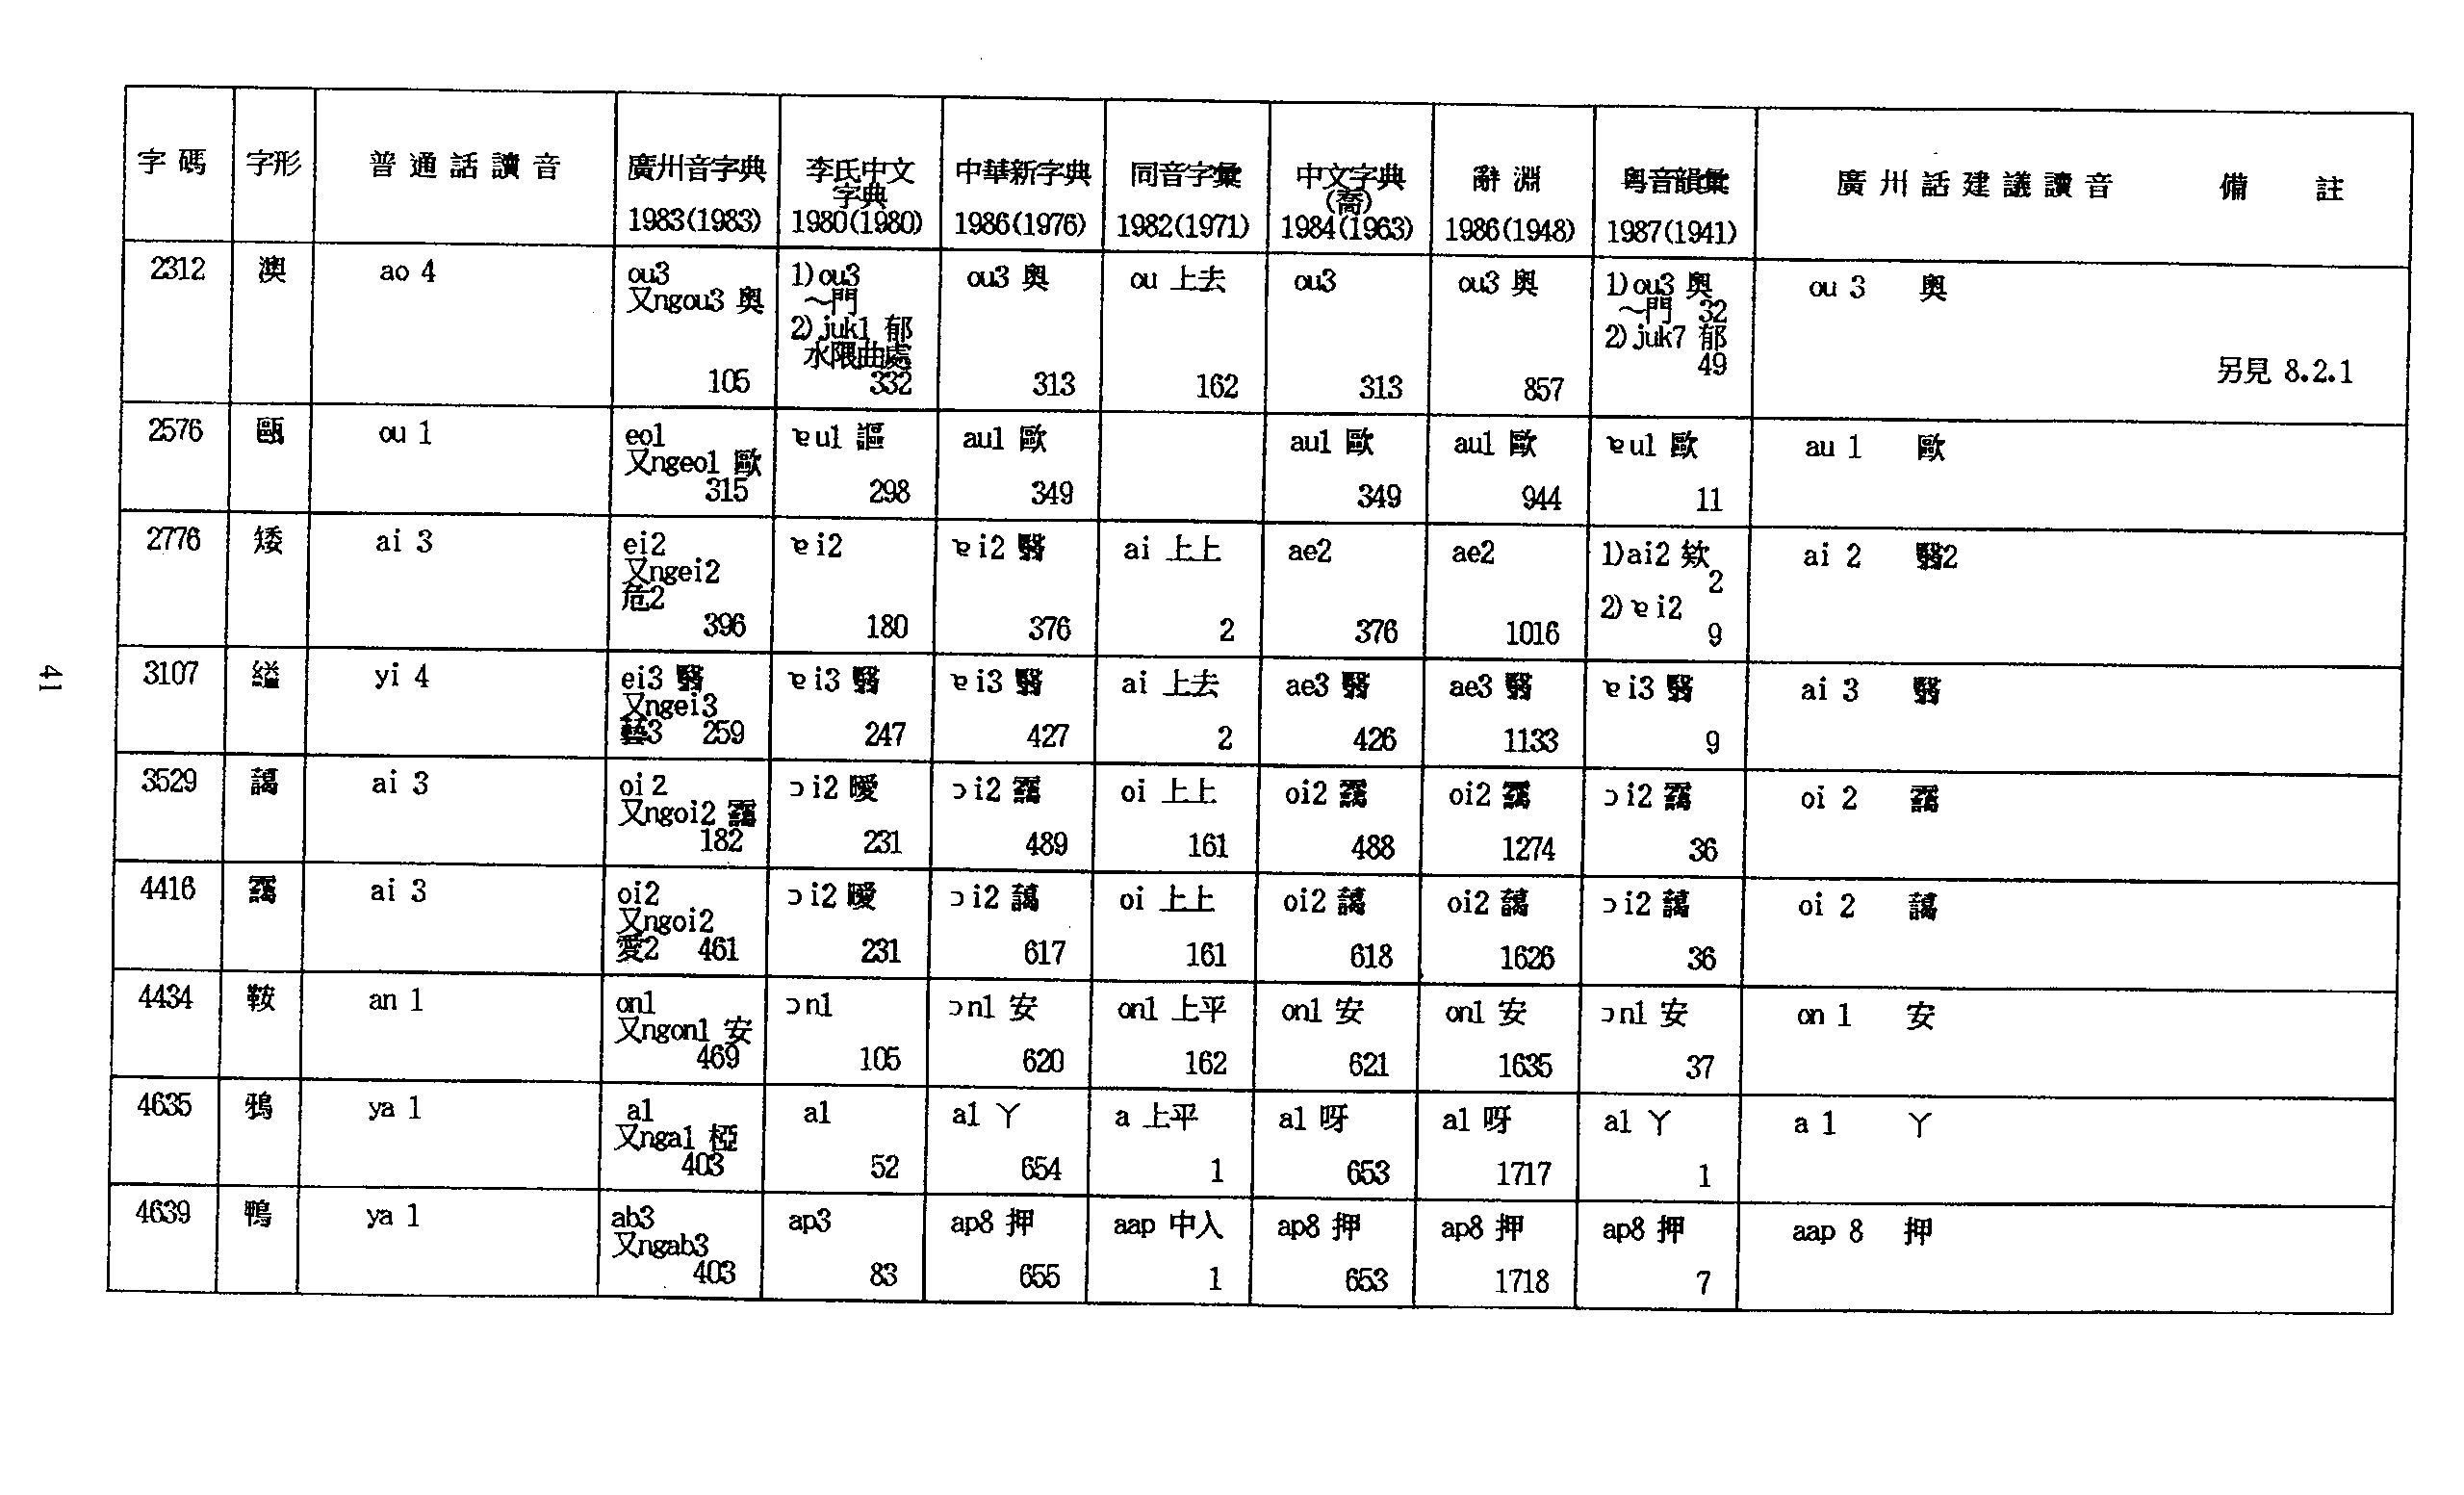 字碼 字形 普通話讀音 廣州音字典 1983(1983) 李氏中文字典 1980(1980) 中華新字典 1986(1976) 同音字彙 1982(1971) 中文字典(喬) 1984(1963) 辭淵 1986(1948) 粵音韻彙 1987(1941) 廣州話建議讀音 備註
2312 澳 ao 4
ou3
又ngou3 奧
105
1)ou3
～門
2)juk1 郁
水隈曲處
332
ou3 奧
313
ou 上去
162
ou3
313
ou3 奧
857
1)ou3 奧
～門 32
2)juk7 郁
49
ou 3 奧
另見 8.2.1
2576 甌 ou 1
eo1
又ngeo1 歐
315
ɐu1 謳
298
au1 歐
349
au1 歐
349
au1 歐
944
ɐu1 歐
11
au 1 歐
2776 矮 ai 3
ei2
又ngei2
危2
396
ɐi2
180
ɐi2 翳
376
ai 上上
2
ae2
376
ae2
1016
1)ai2 欸
2
2)ɐi2
9
ai 2 翳2
3107 縊 yi 4
ei3 翳
又ngei3
藝3 259
ɐi3 翳
247
ɐi3 翳
427
ai 上去
2
ae3 翳
426
ae3 翳
1133
ɐi3 翳
9
ai 3 翳
3529 藹 ai 3
oi 2
又ngoi2 靄
182
ɔi2 曖
231
ɔi2 靄
489
oi 上上
161
oi2 靄
488
oi2 靄
1274
ɔi2 靄
36
oi 2 靄
4416 靄 ai 3
oi2
又ngoi2
愛2 461
ɔi2 曖
231
ɔi2 藹
617
oi 上上
161
oi2 藹
618
oi2 藹
1626
ɔi2 藹
36
oi 2 藹
4434 鞍 an 1
on1
又ngon1 安
469
ɔn1
105
ɔn1 安
620
on1 上平
162
on1 安
621
on1 安
1635
ɔn1 安
37
on 1 安
4635 鴉 ya 1
a1
又nga1 椏
403
a1
52
a1 丫
654
a 上平
1
a1 呀
653
a1 呀
1717
a1 丫
1
a 1 丫
4639 鴨 ya 1
ab3
又ngab3
403
ap3
83
ap8 押
655
aap 中入
1
ap8 押
653
ap8 押
1718
ap8 押
7
aap 8 押
41